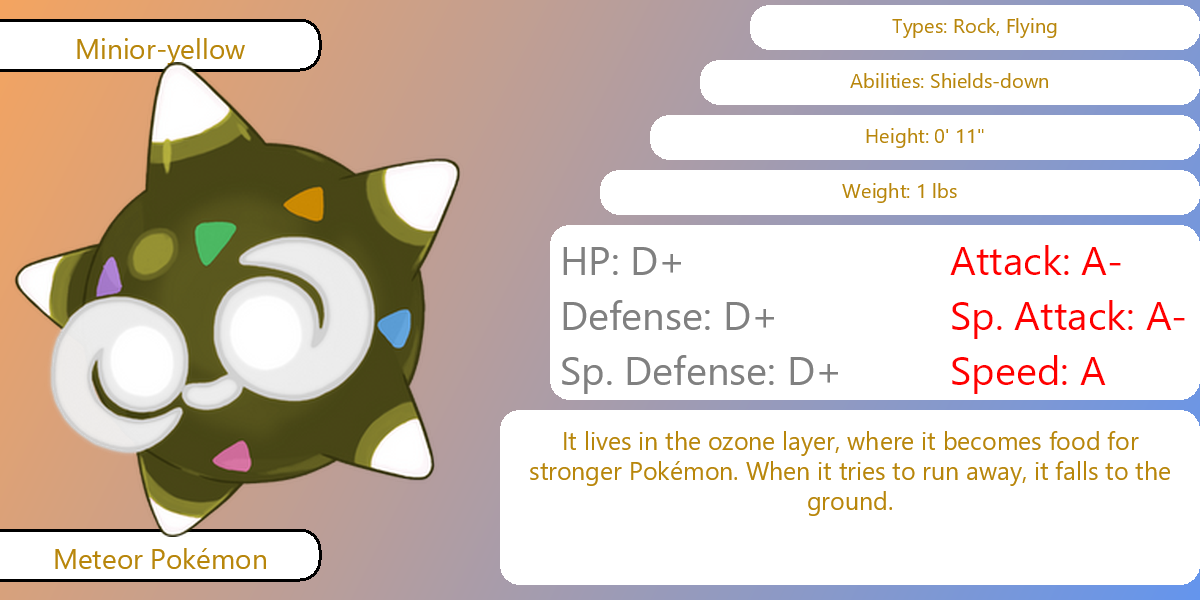 Minior-yellow
Types: Rock, Flying
Abilities: Shields-down
Height: 0' 11"
Weight: 1 lbs
HP: D+
Attack: A-
Defense: D+
Sp. Attack: A-
Sp. Defense: D+
Speed: A
It lives in the ozone layer, where it becomes food for
stronger Pokémon. When it tries to run away, it falls to the
ground.
Meteor Pokémon